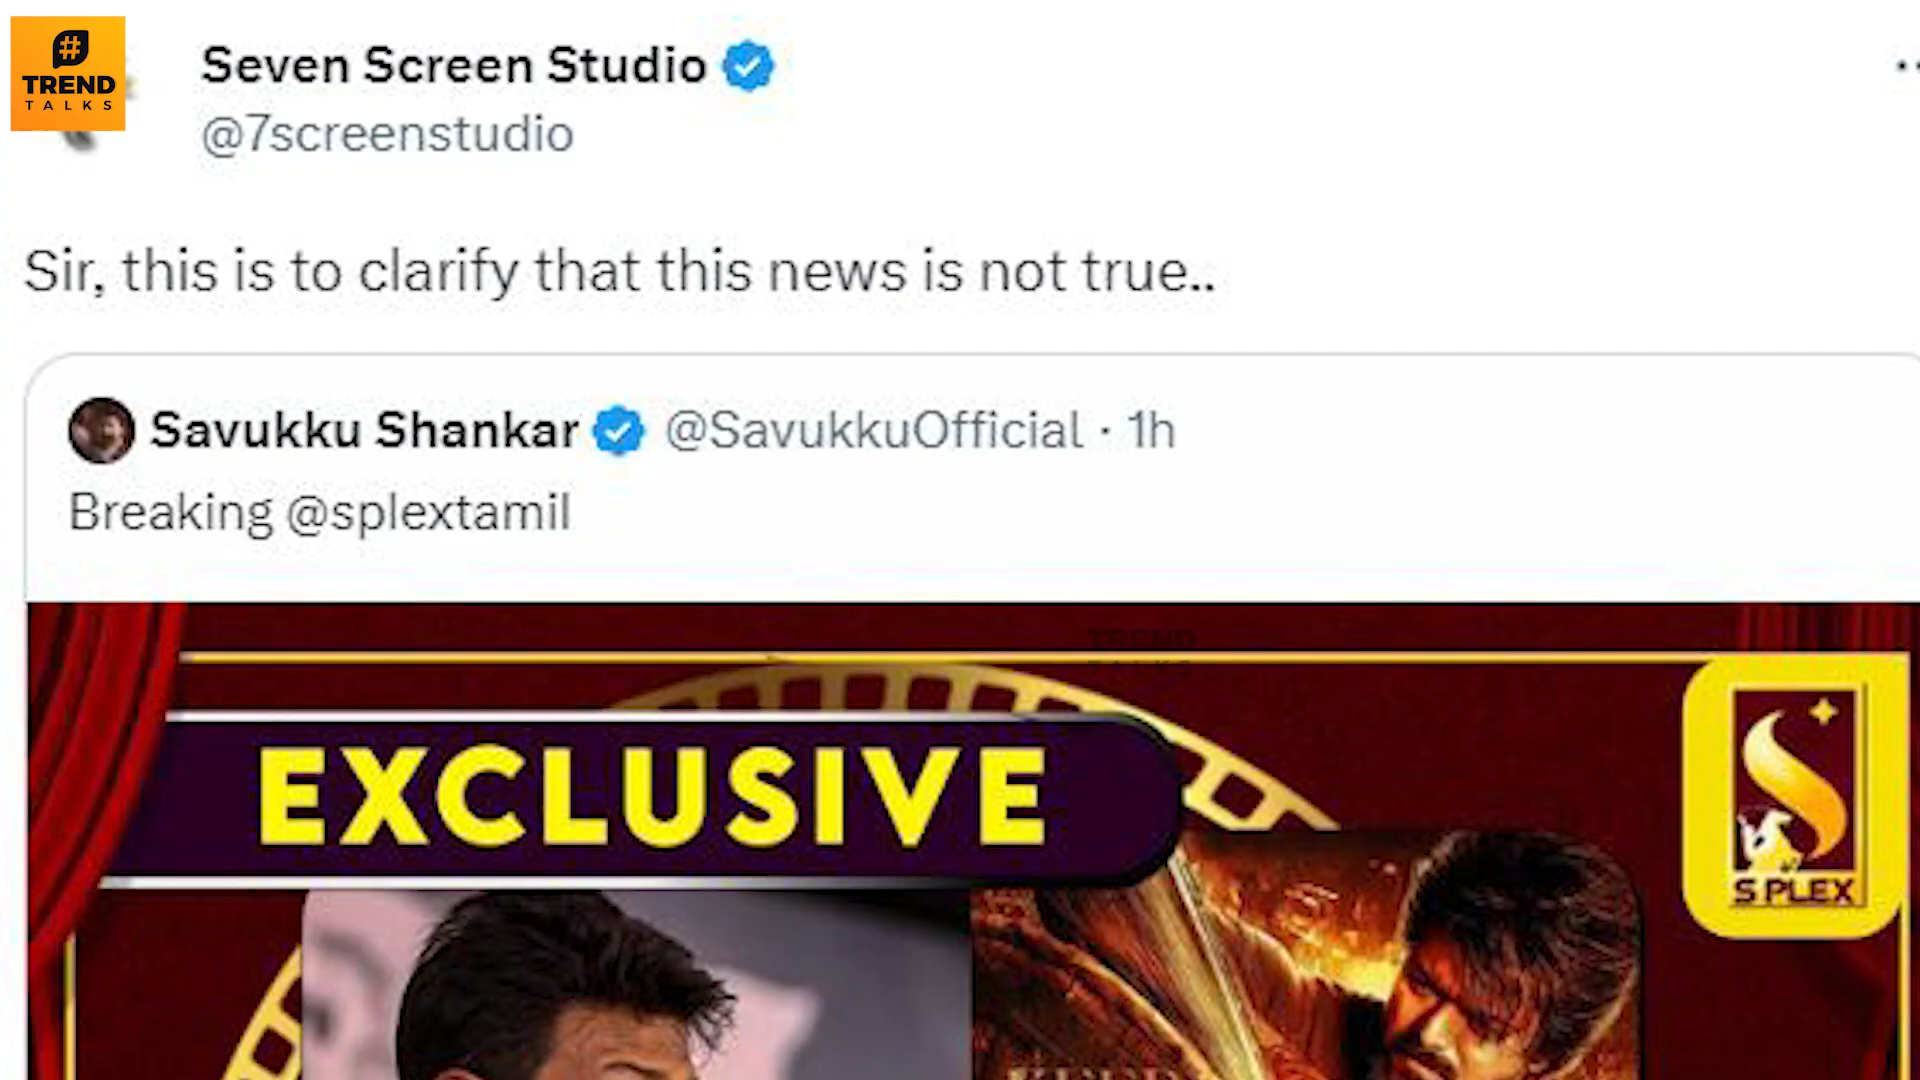 #
TREND
TALKS
Seven Screen Studio
@7screenstudio
Sir, this is to clarify that this news is not true..
Savukku Shankar @SavukkuOfficial · 1h
Breaking @splextamil
TREND
EXCLUSIVE
S PLEX